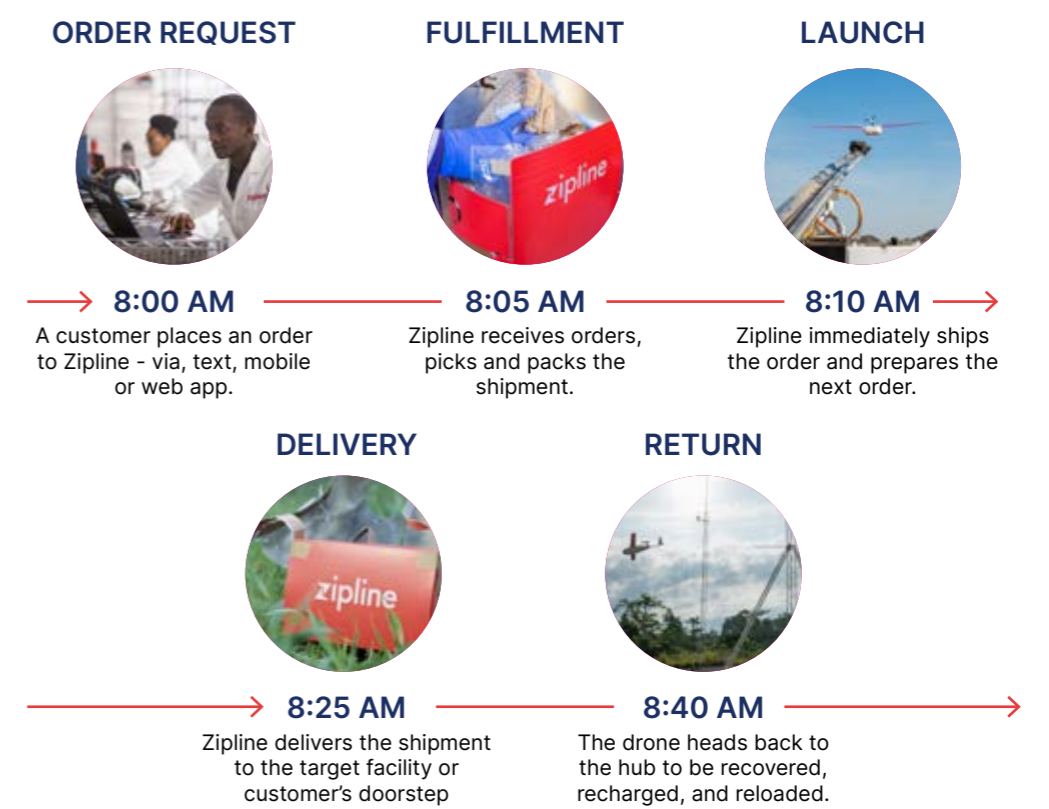 ORDER REQUEST
FULFILLMENT
LAUNCH
zipline
8:00 AM
8:05 AM
8:10 AM
A customer places an order
to Zipline - via, text, mobile
or web app.
Zipline receives orders,
picks and packs the
shipment.
Zipline immediately ships
the order and prepares the
next order.
DELIVERY
RETURN
zipline
8:25 AM
8:40 AM
Zipline delivers the shipment
to the target facility or
customer's doorstep
The drone heads back to
the hub to be recovered,
recharged, and reloaded.